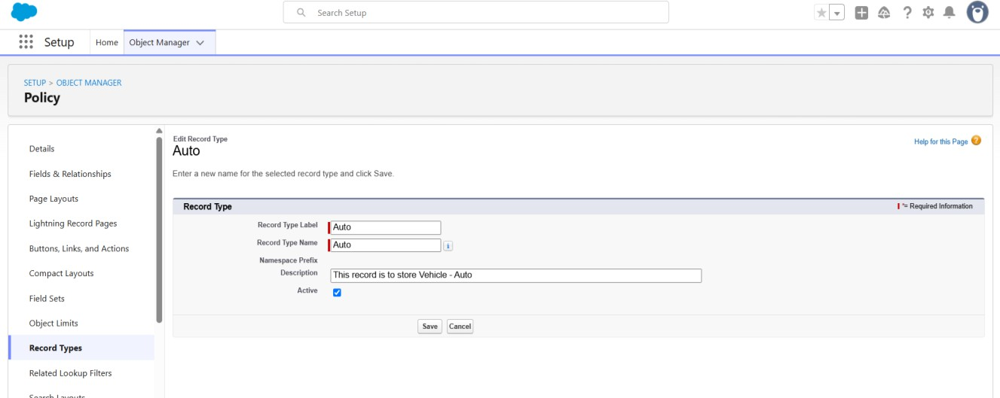 Search Setup
Setup
Home
Object Manager
SETUP > OBJECT MANAGER
Policy
Details
Fields & Relationships
Page Layouts
Lightning Record Pages
Buttons, Links, and Actions
Compact Layouts
Field Sets
Object Limits
Record Types
Related Lookup Filters
Search Layouts
Edit Record Type
Auto
Help for this Page
Enter a new name for the selected record type and click Save.
Record Type
* = Required Information
Record Type Label Auto
Record Type Name Auto
Namespace Prefix
Description This record is to store Vehicle - Auto
Active
Save Cancel